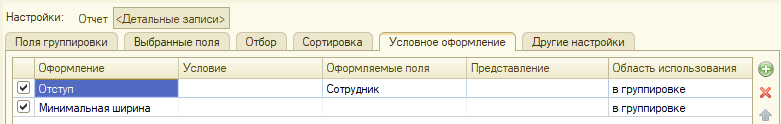 Настройки: Отчет <Детальные записи>
Поля группировки Выбранные поля Отбор Сортировка Условное оформление Другие настройки
Оформление Условие Оформляемые поля Представление Область использования
Отступ Сотрудник в группировке
Минимальная ширина в группировке